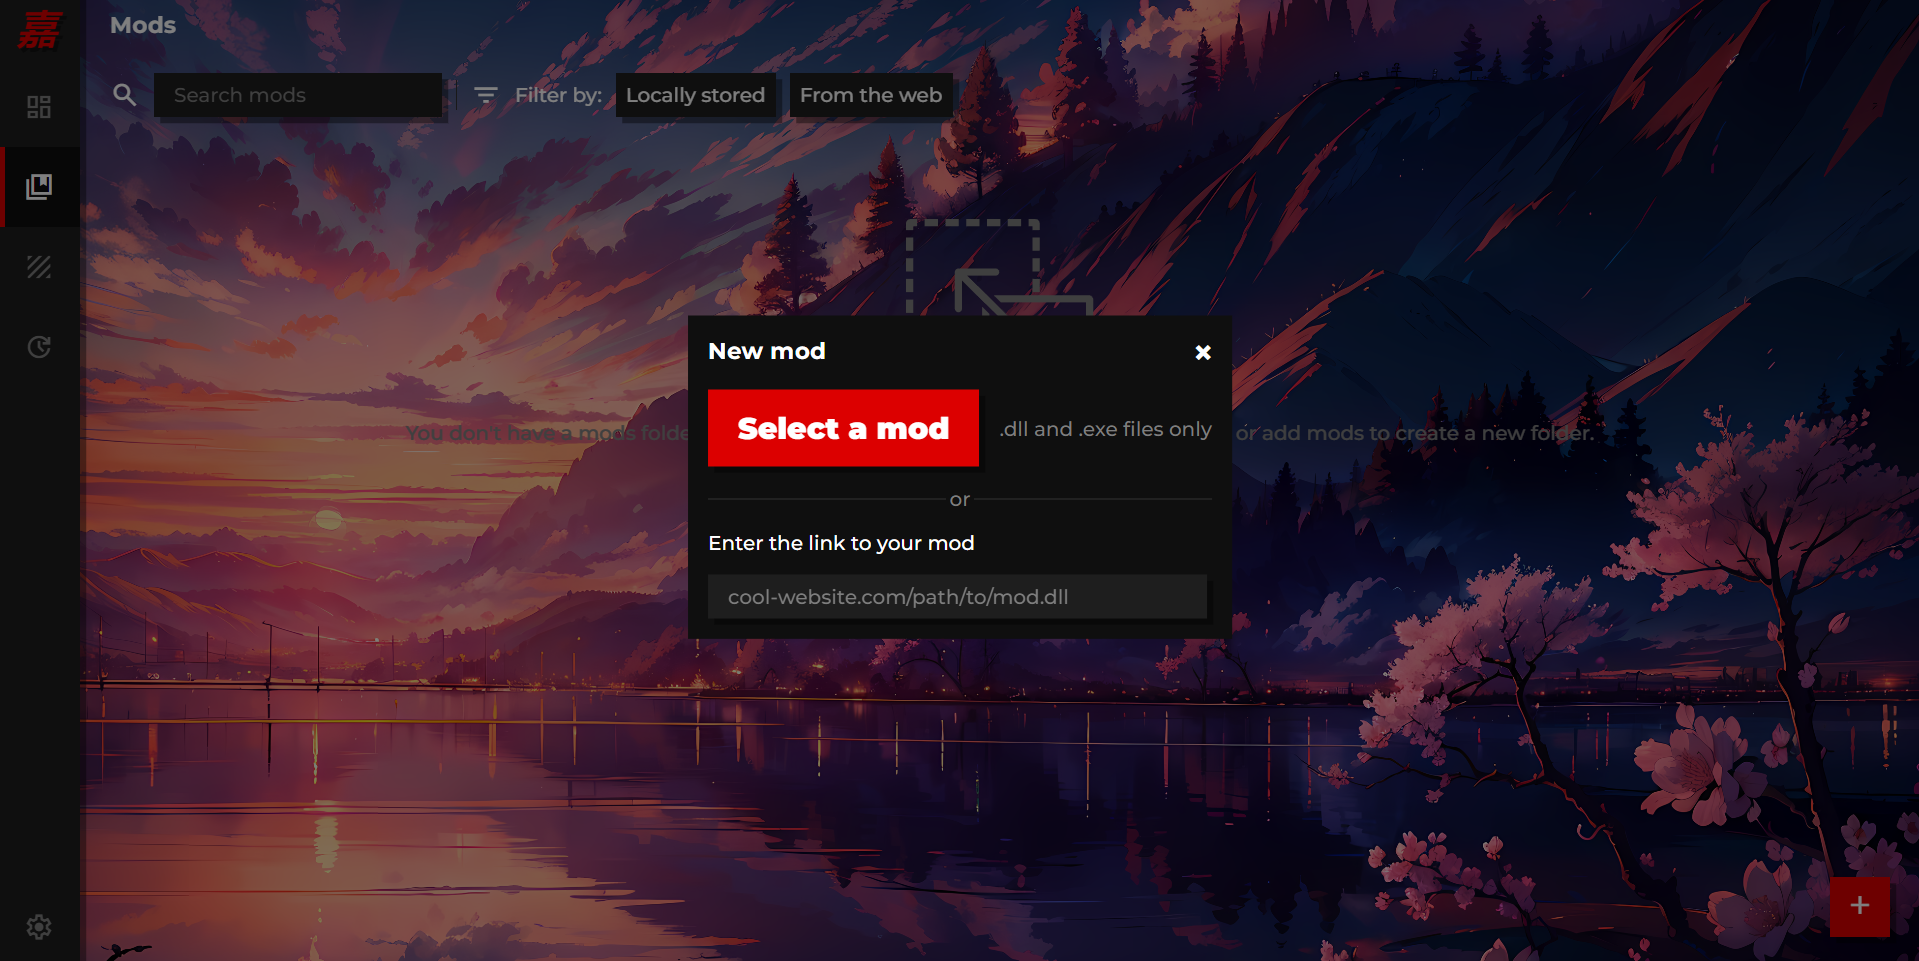 嘉
Mods
Search mods
Filter by:
Locally stored
From the web
New mod
Select a mod
.dll and .exe files only
You don't have a mods folde
or add mods to create a new folder.
or
Enter the link to your mod
cool-website.com/path/to/mod.dll